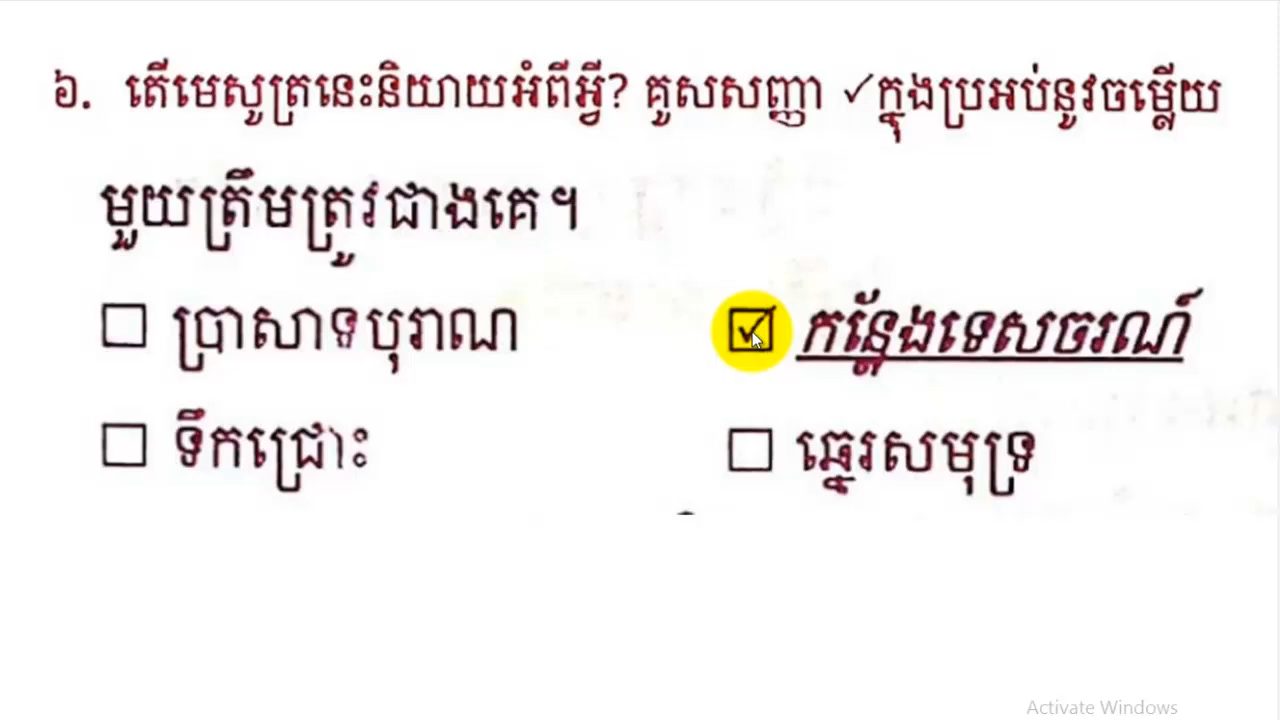 ៦. តើមេសូត្រនេះនិយាយអំពីអ្វី? គូសសញ្ញា ✓ក្នុងប្រអប់នូវចម្លើយ
មួយត្រឹមត្រូវជាងគេ។
☐ ប្រាសាទបុរាណ ☑ កន្លែងទេសចរណ៍
☐ ទឹកជ្រោះ ☐ ឆ្នេរសមុទ្រ
Activate Windows